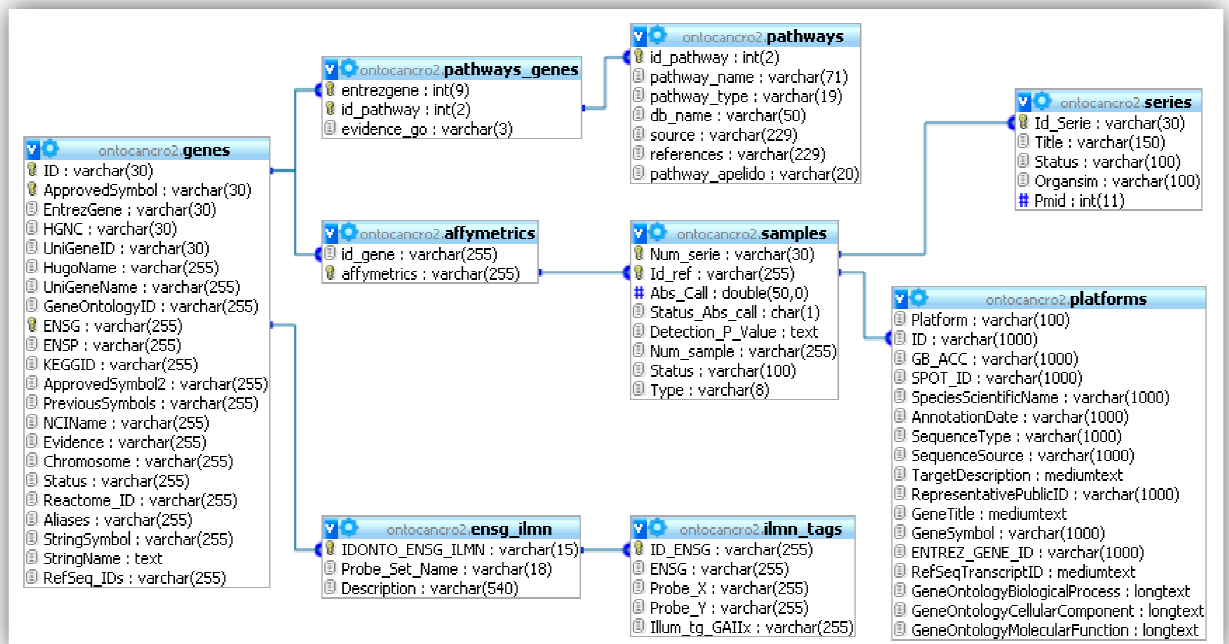 ontocancro2.genes
ID : varchar(30)
ApprovedSymbol : varchar(30)
EntrezGene : varchar(30)
HGNC : varchar(30)
UniGeneID : varchar(30)
HugoName : varchar(255)
UniGeneName : varchar(255)
GeneOntologyID : varchar(255)
ENSG : varchar(255)
ENSP : varchar(255)
KEGGID : varchar(255)
ApprovedSymbol2 : varchar(255)
PreviousSymbols : varchar(255)
NCIName : varchar(255)
Evidence : varchar(255)
Chromosome : varchar(255)
Status : varchar(255)
Reactome_ID : varchar(255)
Aliases : varchar(255)
StringSymbol : varchar(255)
StringName : text
RefSeq_IDs : varchar(255)
ontocancro2.pathways_genes
entrezgene : int(9)
id_pathway : int(2)
evidence_go : varchar(3)
ontocancro2.affymetrics
id_gene : varchar(255)
affymetrics : varchar(255)
ontocancro2.ensg_ilmn
IDONTO_ENSG_ILMN : varchar(15)
Probe_Set_Name : varchar(18)
Description : varchar(540)
ontocancro2.pathways
id_pathway : int(2)
pathway_name : varchar(71)
pathway_type : varchar(19)
db_name : varchar(50)
source : varchar(229)
references : varchar(229)
pathway_apelido : varchar(20)
ontocancro2.samples
Num_serie : varchar(30)
Id_ref : varchar(255)
# Abs_Call : double(50,0)
Status_Abs_call : char(1)
Detection_P_Value : text
Num_sample : varchar(255)
Status : varchar(100)
Type : varchar(8)
ontocancro2.ilmn_tags
ID_ENSG : varchar(255)
ENSG : varchar(255)
Probe_X : varchar(255)
Probe_Y : varchar(255)
Illum_tg_GAIIx : varchar(255)
ontocancro2.series
Id_Serie : varchar(30)
Title : varchar(150)
Status : varchar(100)
Organsim : varchar(100)
# Pmid : int(11)
ontocancro2.platforms
Platform : varchar(100)
ID : varchar(1000)
GB_ACC : varchar(1000)
SPOT_ID : varchar(1000)
SpeciesScientificName : varchar(1000)
AnnotationDate : varchar(1000)
SequenceType : varchar(1000)
SequenceSource : varchar(1000)
TargetDescription : mediumtext
RepresentativePublicID : varchar(1000)
GeneTitle : mediumtext
GeneSymbol : varchar(1000)
ENTREZ_GENE_ID : varchar(1000)
RefSeqTranscriptID : mediumtext
GeneOntologyBiologicalProcess : longtext
GeneOntologyCellularComponent : longtext
GeneOntologyMolecularFunction : longtext